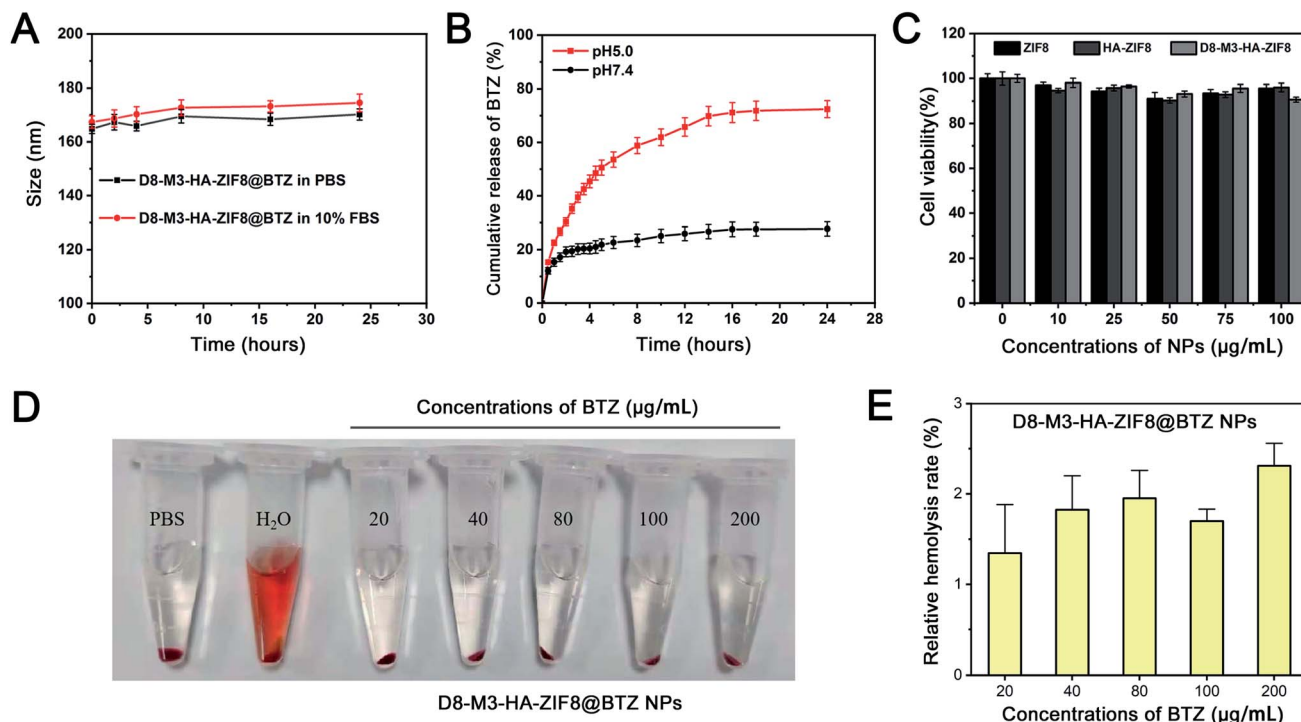 A
Size (nm)
200
180
160
140
120
100
D8-M3-HA-ZIF8@BTZ in PBS
D8-M3-HA-ZIF8@BTZ in 10% FBS
0 5 10 15 20 25 30
Time (hours)
B
Cumulative release of BTZ (%)
100
80
60
40
20
0
pH5.0
pH7.4
0 4 8 12 16 20 24 28
Time (hours)
C
Cell viability(%)
120
100
80
60
40
20
0
ZIF8 HA-ZIF8 D8-M3-HA-ZIF8
0 10 25 50 75 100
Concentrations of NPs (μg/mL)
D
Concentrations of BTZ (μg/mL)
PBS H₂O 20 40 80 100 200
D8-M3-HA-ZIF8@BTZ NPs
E
Relative hemolysis rate (%)
3
2
1
0
D8-M3-HA-ZIF8@BTZ NPs
20 40 80 100 200
Concentrations of BTZ (μg/mL)